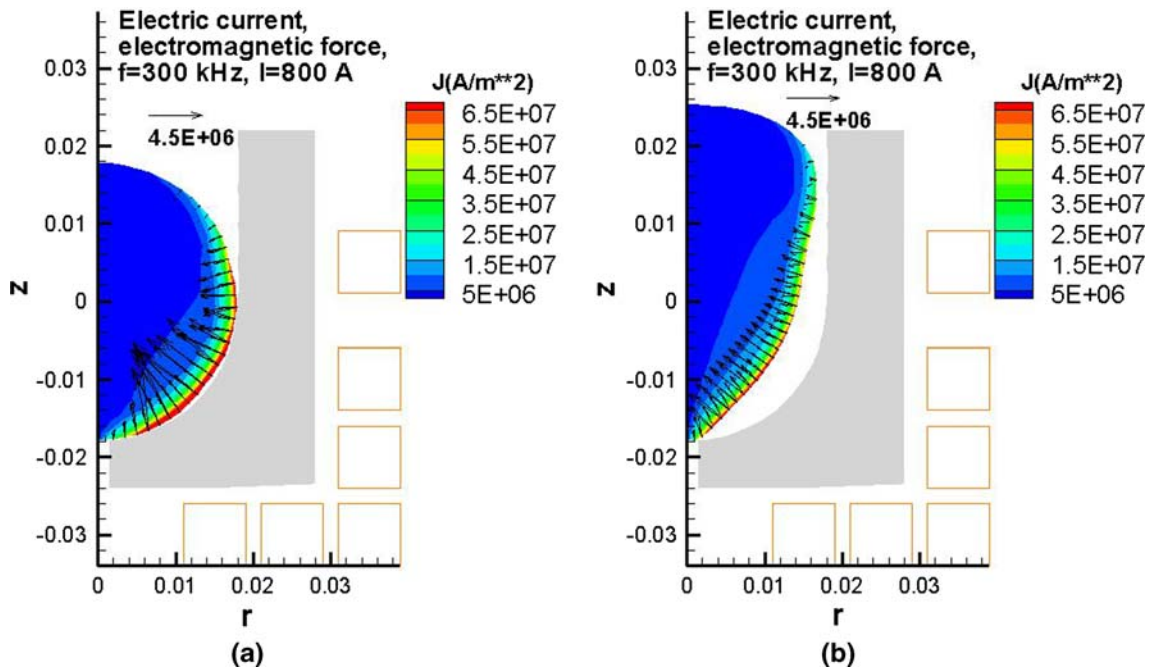 Electric current,
electromagnetic force,
f=300 kHz, I=800 A
4.5E+06
J(A/m**2)
6.5E+07
5.5E+07
4.5E+07
3.5E+07
2.5E+07
1.5E+07
5E+06
0.03
0.02
0.01
0
-0.01
-0.02
-0.03
z
0
0.01
0.02
0.03
r
(a)
Electric current,
electromagnetic force,
f=300 kHz, I=800 A
4.5E+06
J(A/m**2)
6.5E+07
5.5E+07
4.5E+07
3.5E+07
2.5E+07
1.5E+07
5E+06
0.03
0.02
0.01
0
-0.01
-0.02
-0.03
z
0
0.01
0.02
0.03
r
(b)